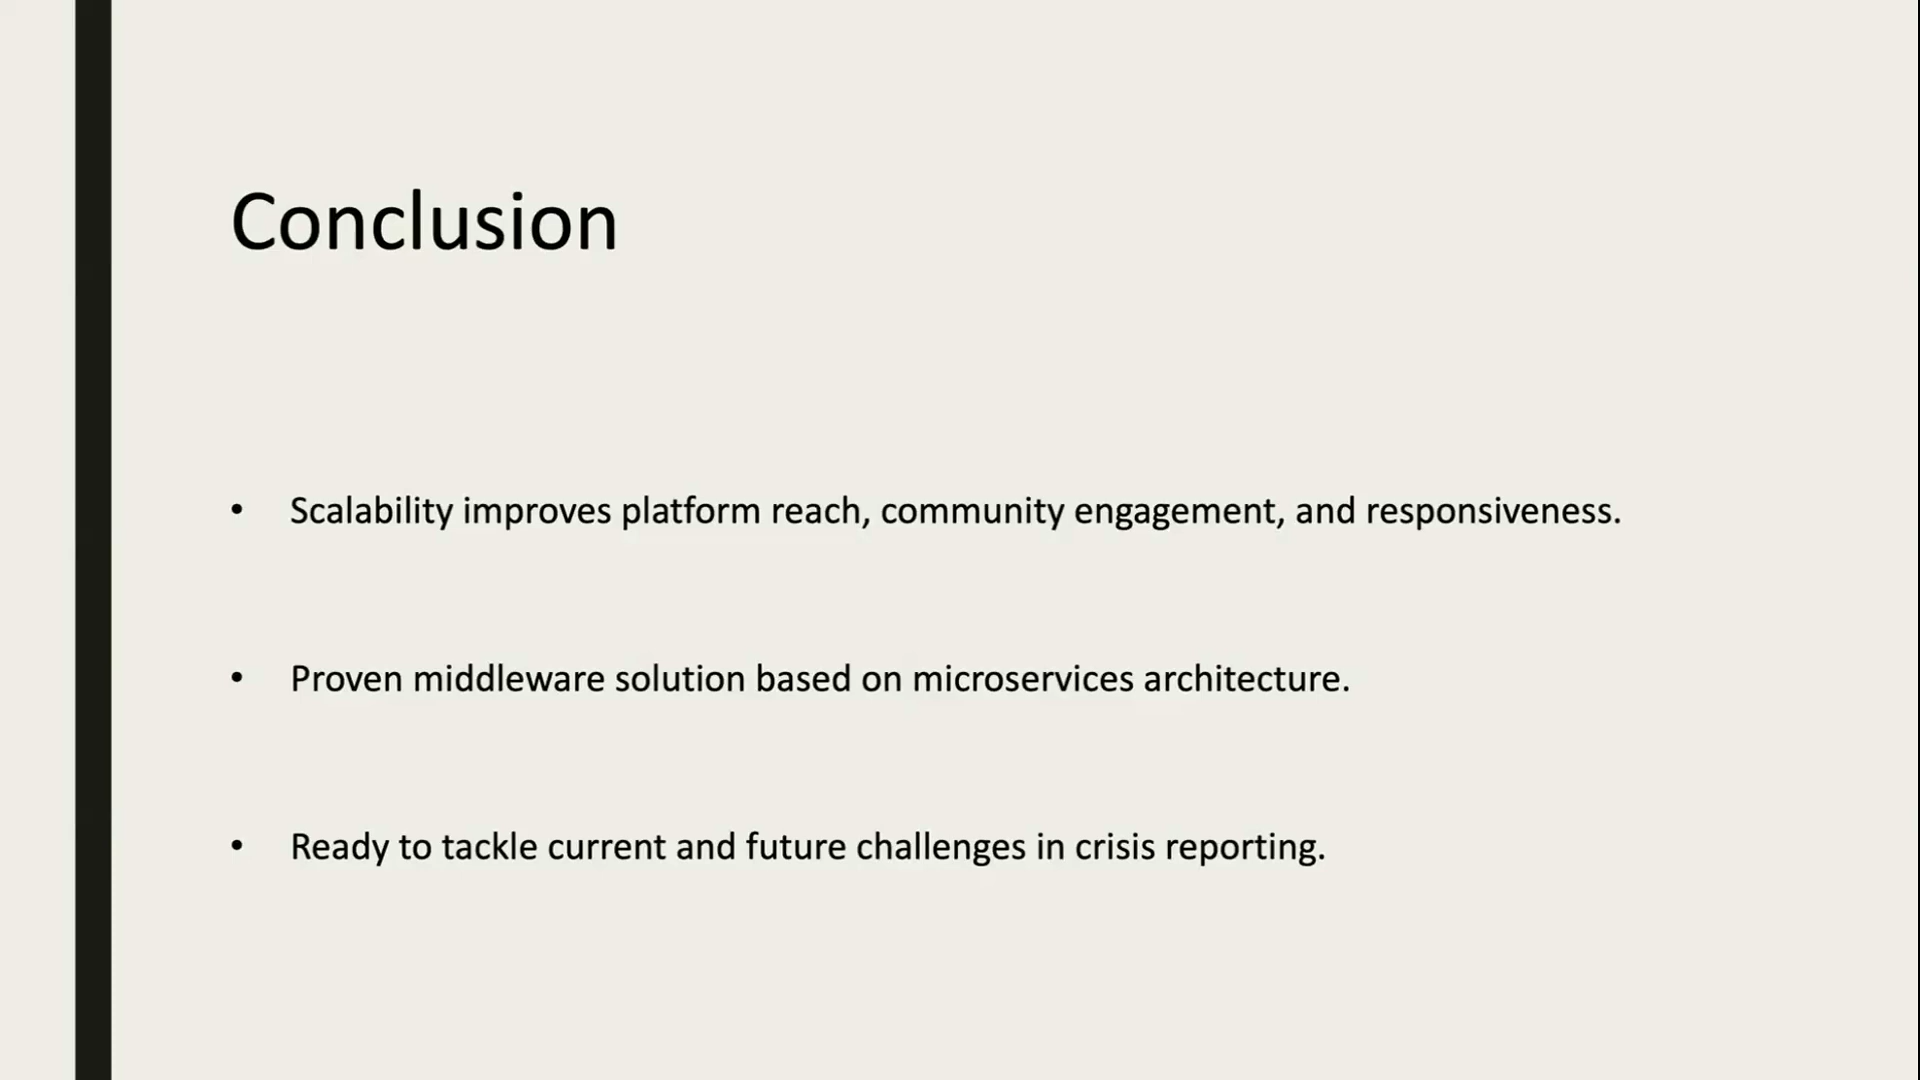 Conclusion
• Scalability improves platform reach, community engagement, and responsiveness.
• Proven middleware solution based on microservices architecture.
• Ready to tackle current and future challenges in crisis reporting.